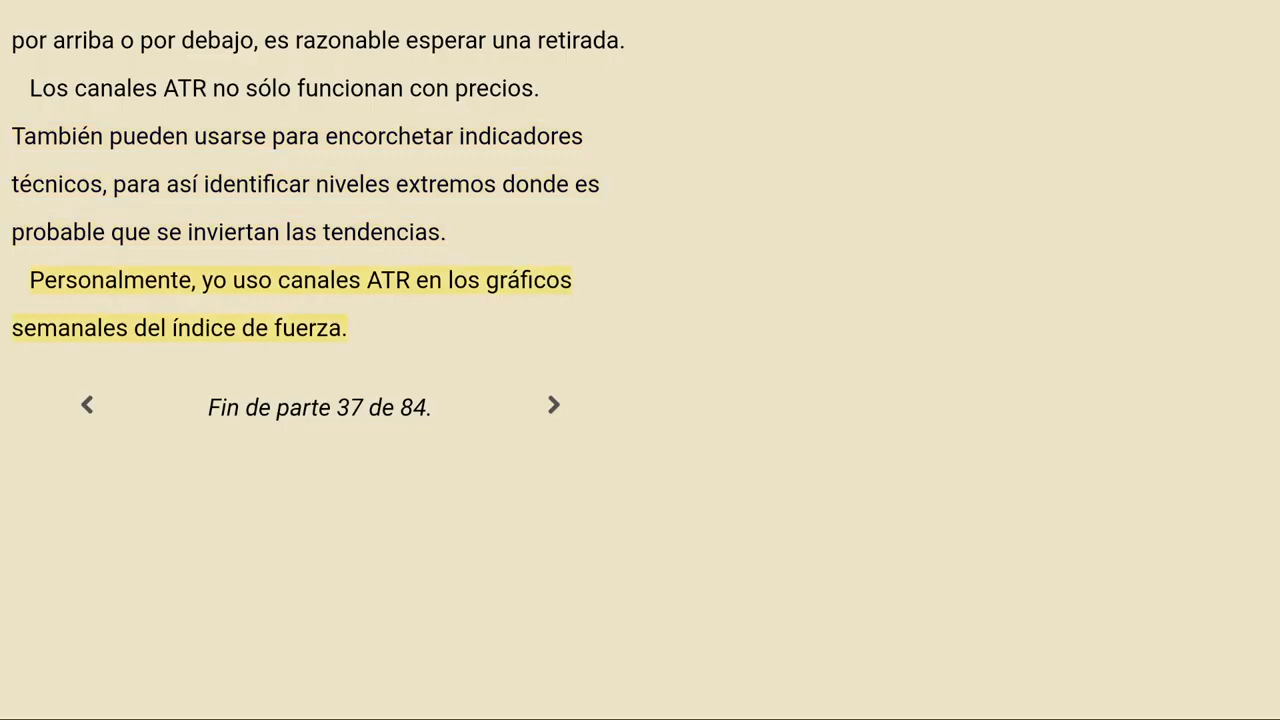 por arriba o por debajo, es razonable esperar una retirada.
Los canales ATR no sólo funcionan con precios.
También pueden usarse para encorchetar indicadores
técnicos, para así identificar niveles extremos donde es
probable que se inviertan las tendencias.
Personalmente, yo uso canales ATR en los gráficos
semanales del índice de fuerza.
Fin de parte 37 de 84.